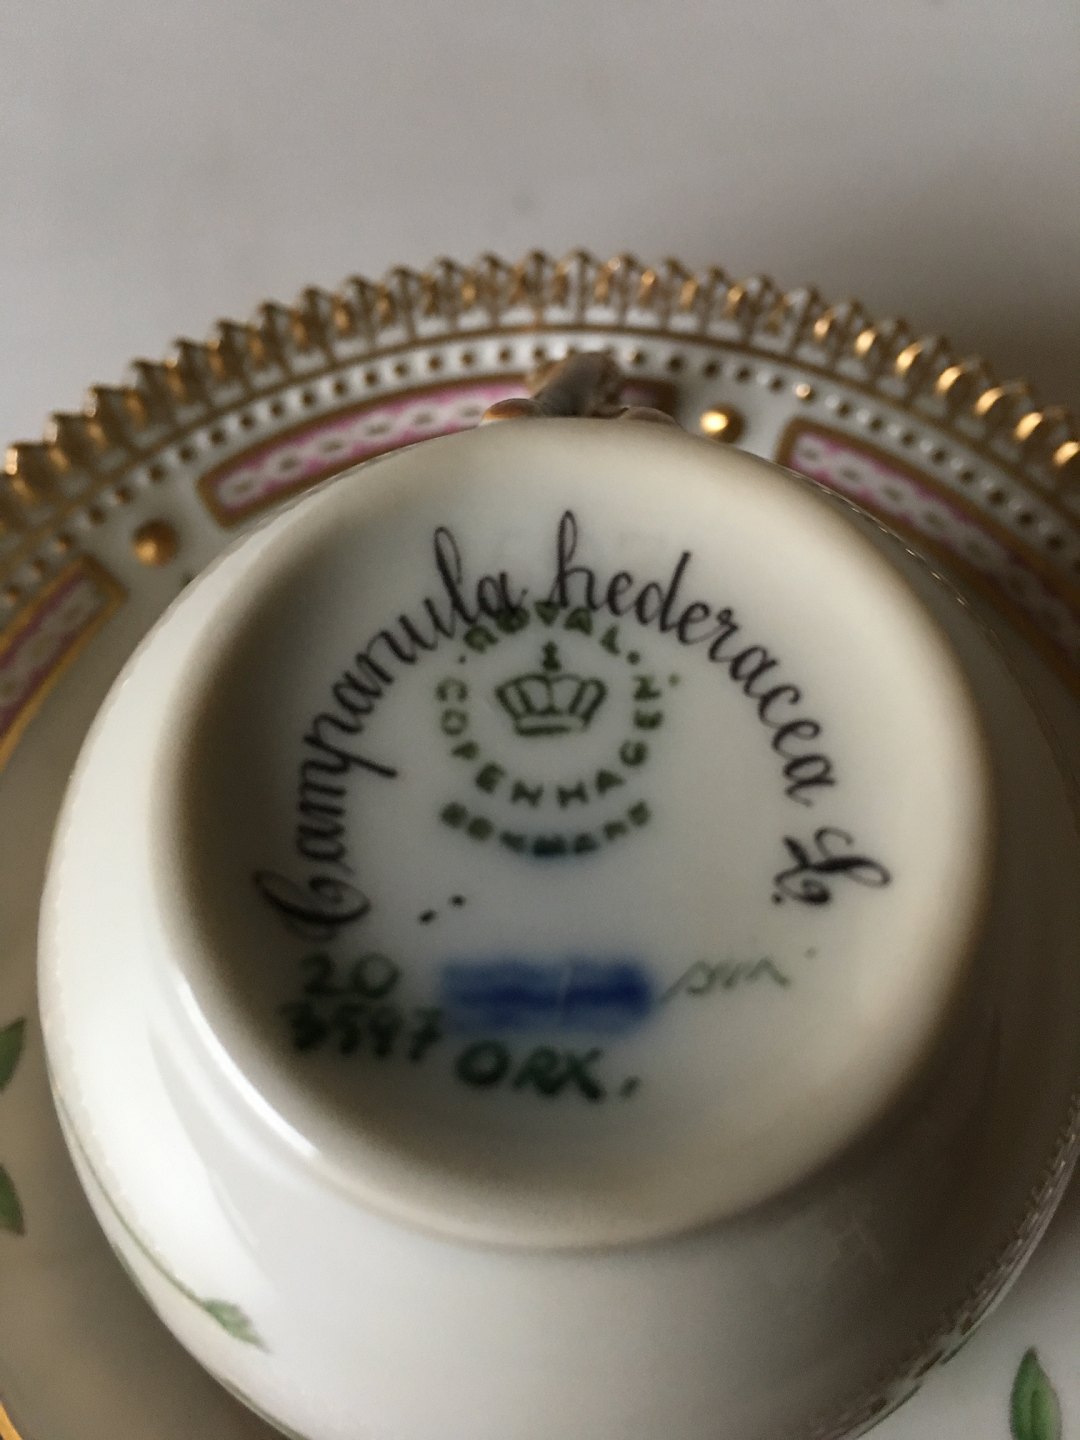 Campanula hederacea L.
ROYAL.
COPENHAGEN
DENMARK
20
3597 ORX.